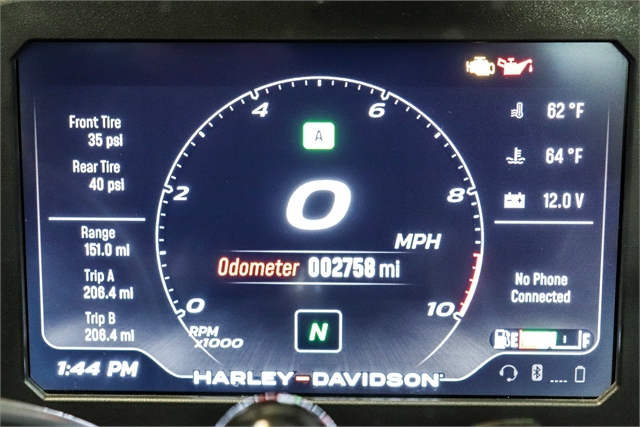 Front Tire
35 psi
Rear Tire
40 psi
Range
151.0 mi
Trip A
206.4 mi
Trip B
206.4 mi
1:44 PM
0
2
4
6
8
10
RPM
x1000
A
0
MPH
Odometer 002758 mi
N
HARLEY-DAVIDSON
62 °F
64 °F
12.0 V
No Phone
Connected
E F